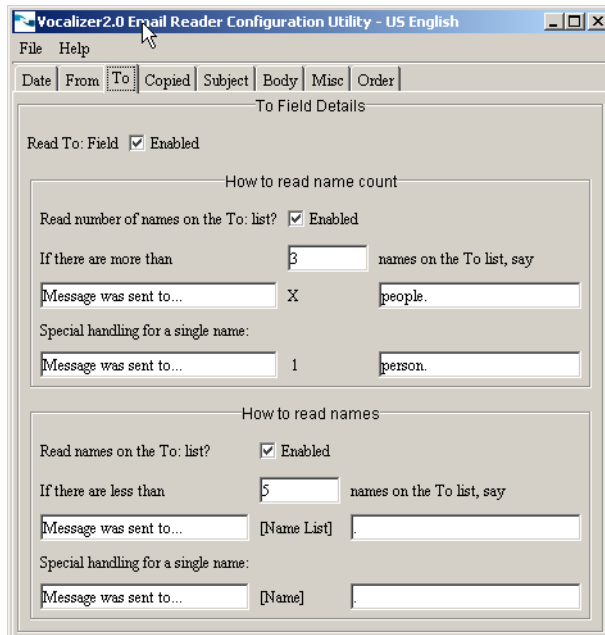 Vocalizer2.0 Email Reader Configuration Utility - US English
File Help
Date From To Copied Subject Body Misc Order
To Field Details
Read To: Field Enabled
How to read name count
Read number of names on the To: list? Enabled
If there are more than 3 names on the To list, say
Message was sent to... X people.
Special handling for a single name:
Message was sent to... 1 person.
How to read names
Read names on the To: list? Enabled
If there are less than 5 names on the To list, say
Message was sent to... [Name List] .
Special handling for a single name:
Message was sent to... [Name] .